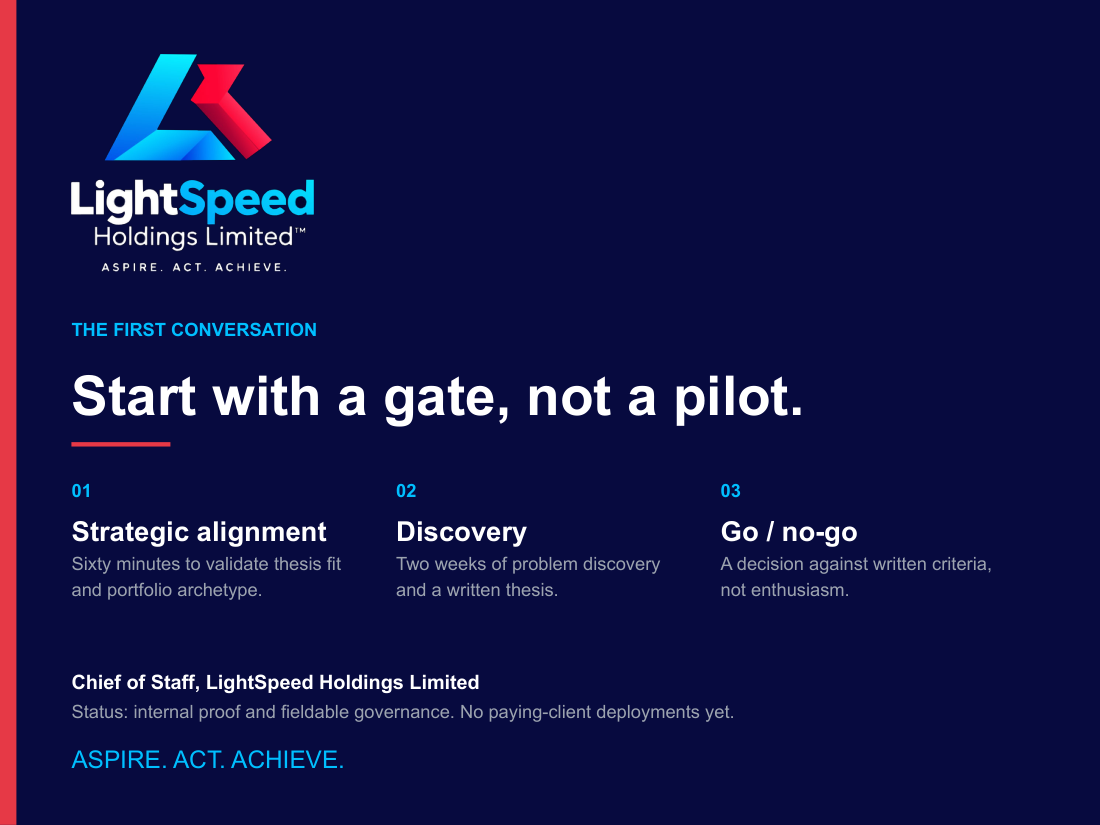 LightSpeed
Holdings Limited™
ASPIRE. ACT. ACHIEVE.
THE FIRST CONVERSATION
Start with a gate, not a pilot.
01
Strategic alignment
Sixty minutes to validate thesis fit
and portfolio archetype.
02
Discovery
Two weeks of problem discovery
and a written thesis.
03
Go / no-go
A decision against written criteria,
not enthusiasm.
Chief of Staff, LightSpeed Holdings Limited
Status: internal proof and fieldable governance. No paying-client deployments yet.
ASPIRE. ACT. ACHIEVE.